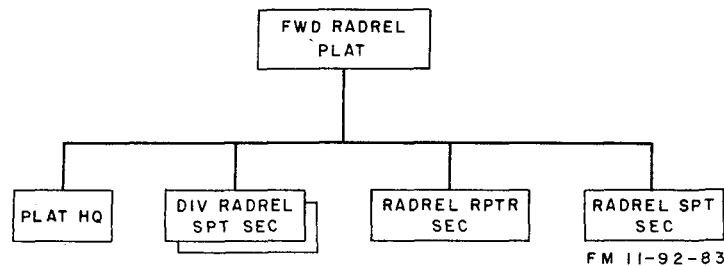 FWD RADREL
PLAT
PLAT HQ
DIV RADREL
SPT SEC
RADREL RPTR
SEC
RADREL SPT
SEC
FM 11-92-83